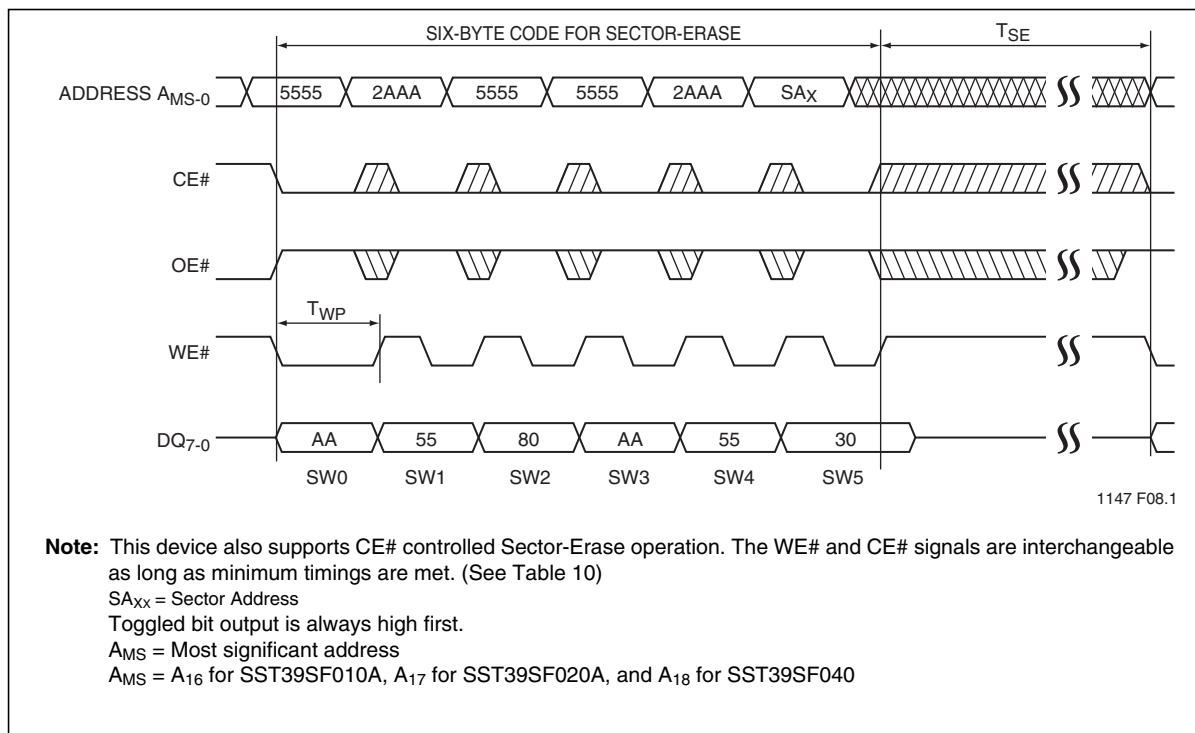 SIX-BYTE CODE FOR SECTOR-ERASE TSE
ADDRESS AMS-0 5555 2AAA 5555 5555 2AAA SAX
CE#
OE#
TWP
WE#
DQ7-0 AA 55 80 AA 55 30
SW0 SW1 SW2 SW3 SW4 SW5
1147 F08.1
Note: This device also supports CE# controlled Sector-Erase operation. The WE# and CE# signals are interchangeable
as long as minimum timings are met. (See Table 10)
SAXx = Sector Address
Toggled bit output is always high first.
AMS = Most significant address
AMS = A16 for SST39SF010A, A17 for SST39SF020A, and A18 for SST39SF040